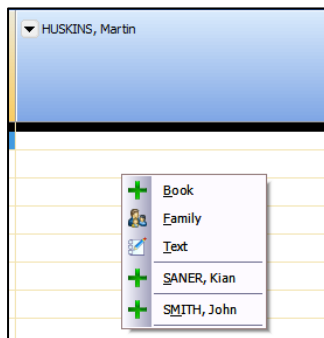 HUSKINS, Martin
Book
Family
Text
SANER, Kian
SMITH, John